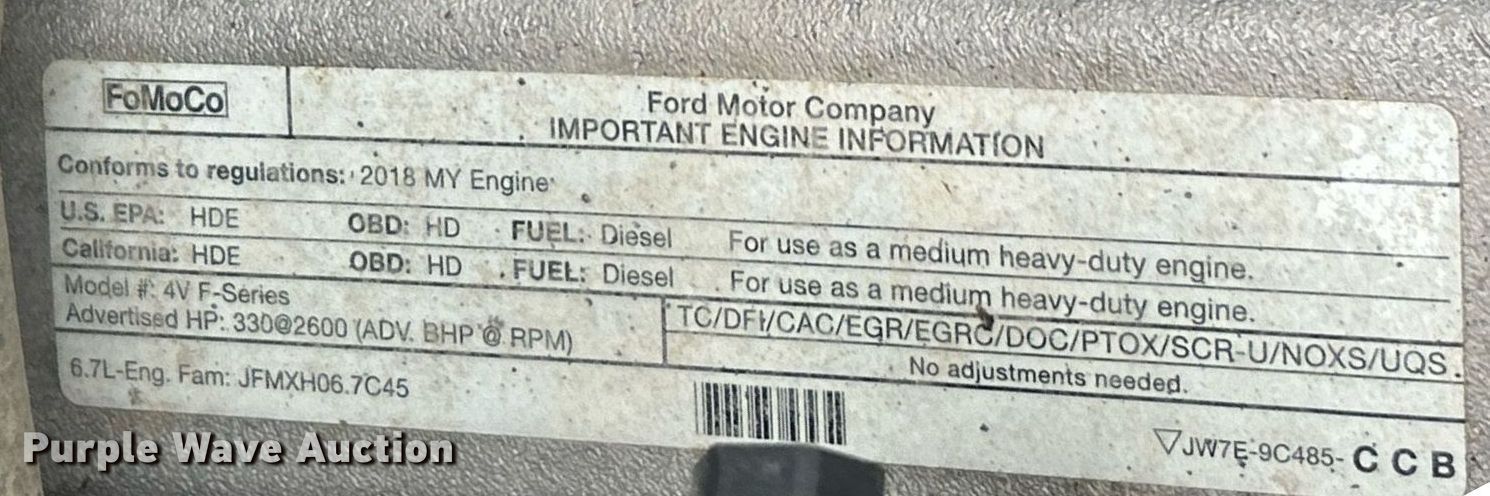 FoMoCo
Ford Motor Company
IMPORTANT ENGINE INFORMATION
Conforms to regulations: 2018 MY Engine
U.S. EPA: HDE OBD: HD FUEL: Diesel For use as a medium heavy-duty engine.
California: HDE OBD: HD FUEL: Diesel For use as a medium heavy-duty engine.
Model #: 4V F-Series
Advertised HP: 330@2600 (ADV. BHP @ RPM)
TC/DFI/CAC/EGR/EGRC/DOC/PTOX/SCR-U/NOXS/UQS
No adjustments needed.
6.7L-Eng. Fam: JFMXH06.7C45
▽JW7E-9C485- C C B
Purple Wave Auction